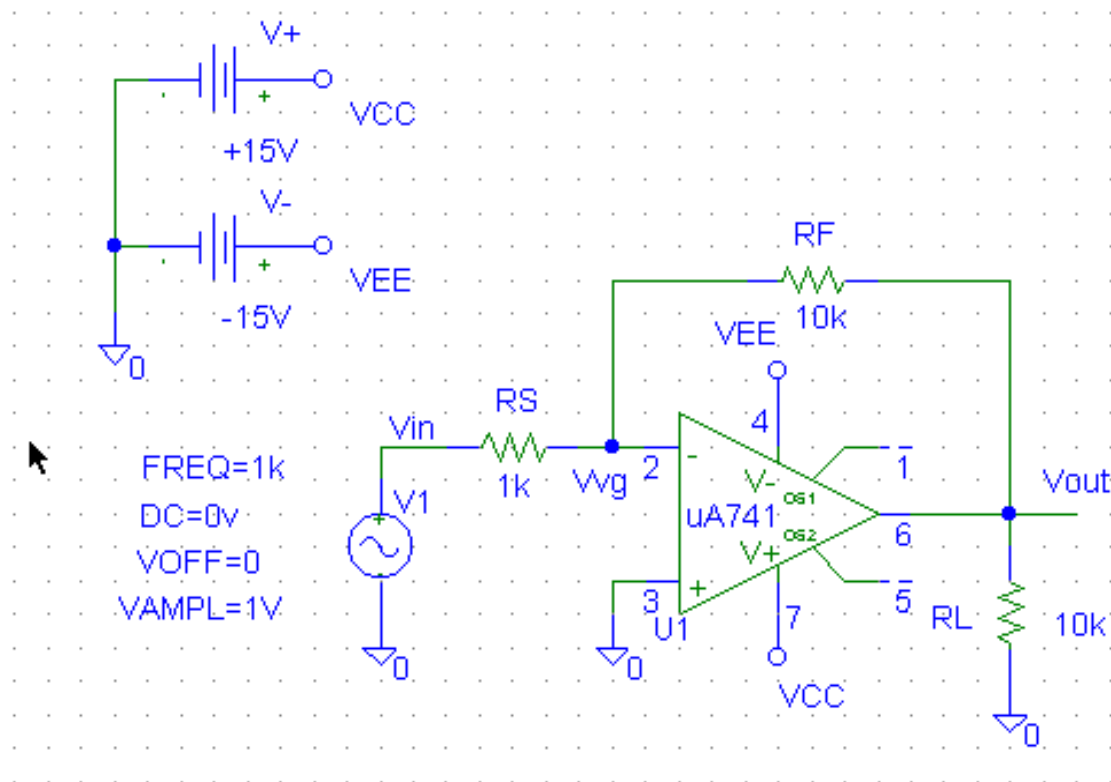 V+
VCC
+15V
V-
VEE
-15V
0
RF
10k
VEE
RS
Vin
1k
Vvg
FREQ=1k
DC=0v
VOFF=0
VAMPL=1V
V1
+
-
0
2
-
4
V-
OS1
1
uA741
OS2
V+
6
Vout
3
+
U1
7
5
0
VCC
RL
10k
0